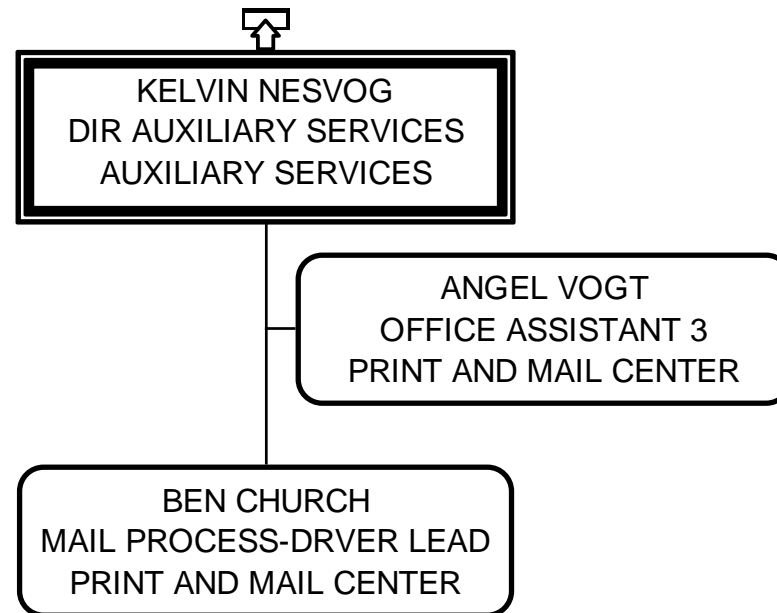 KELVIN NESVOG
DIR AUXILIARY SERVICES
AUXILIARY SERVICES
ANGEL VOGT
OFFICE ASSISTANT 3
PRINT AND MAIL CENTER
BEN CHURCH
MAIL PROCESS-DRVER LEAD
PRINT AND MAIL CENTER